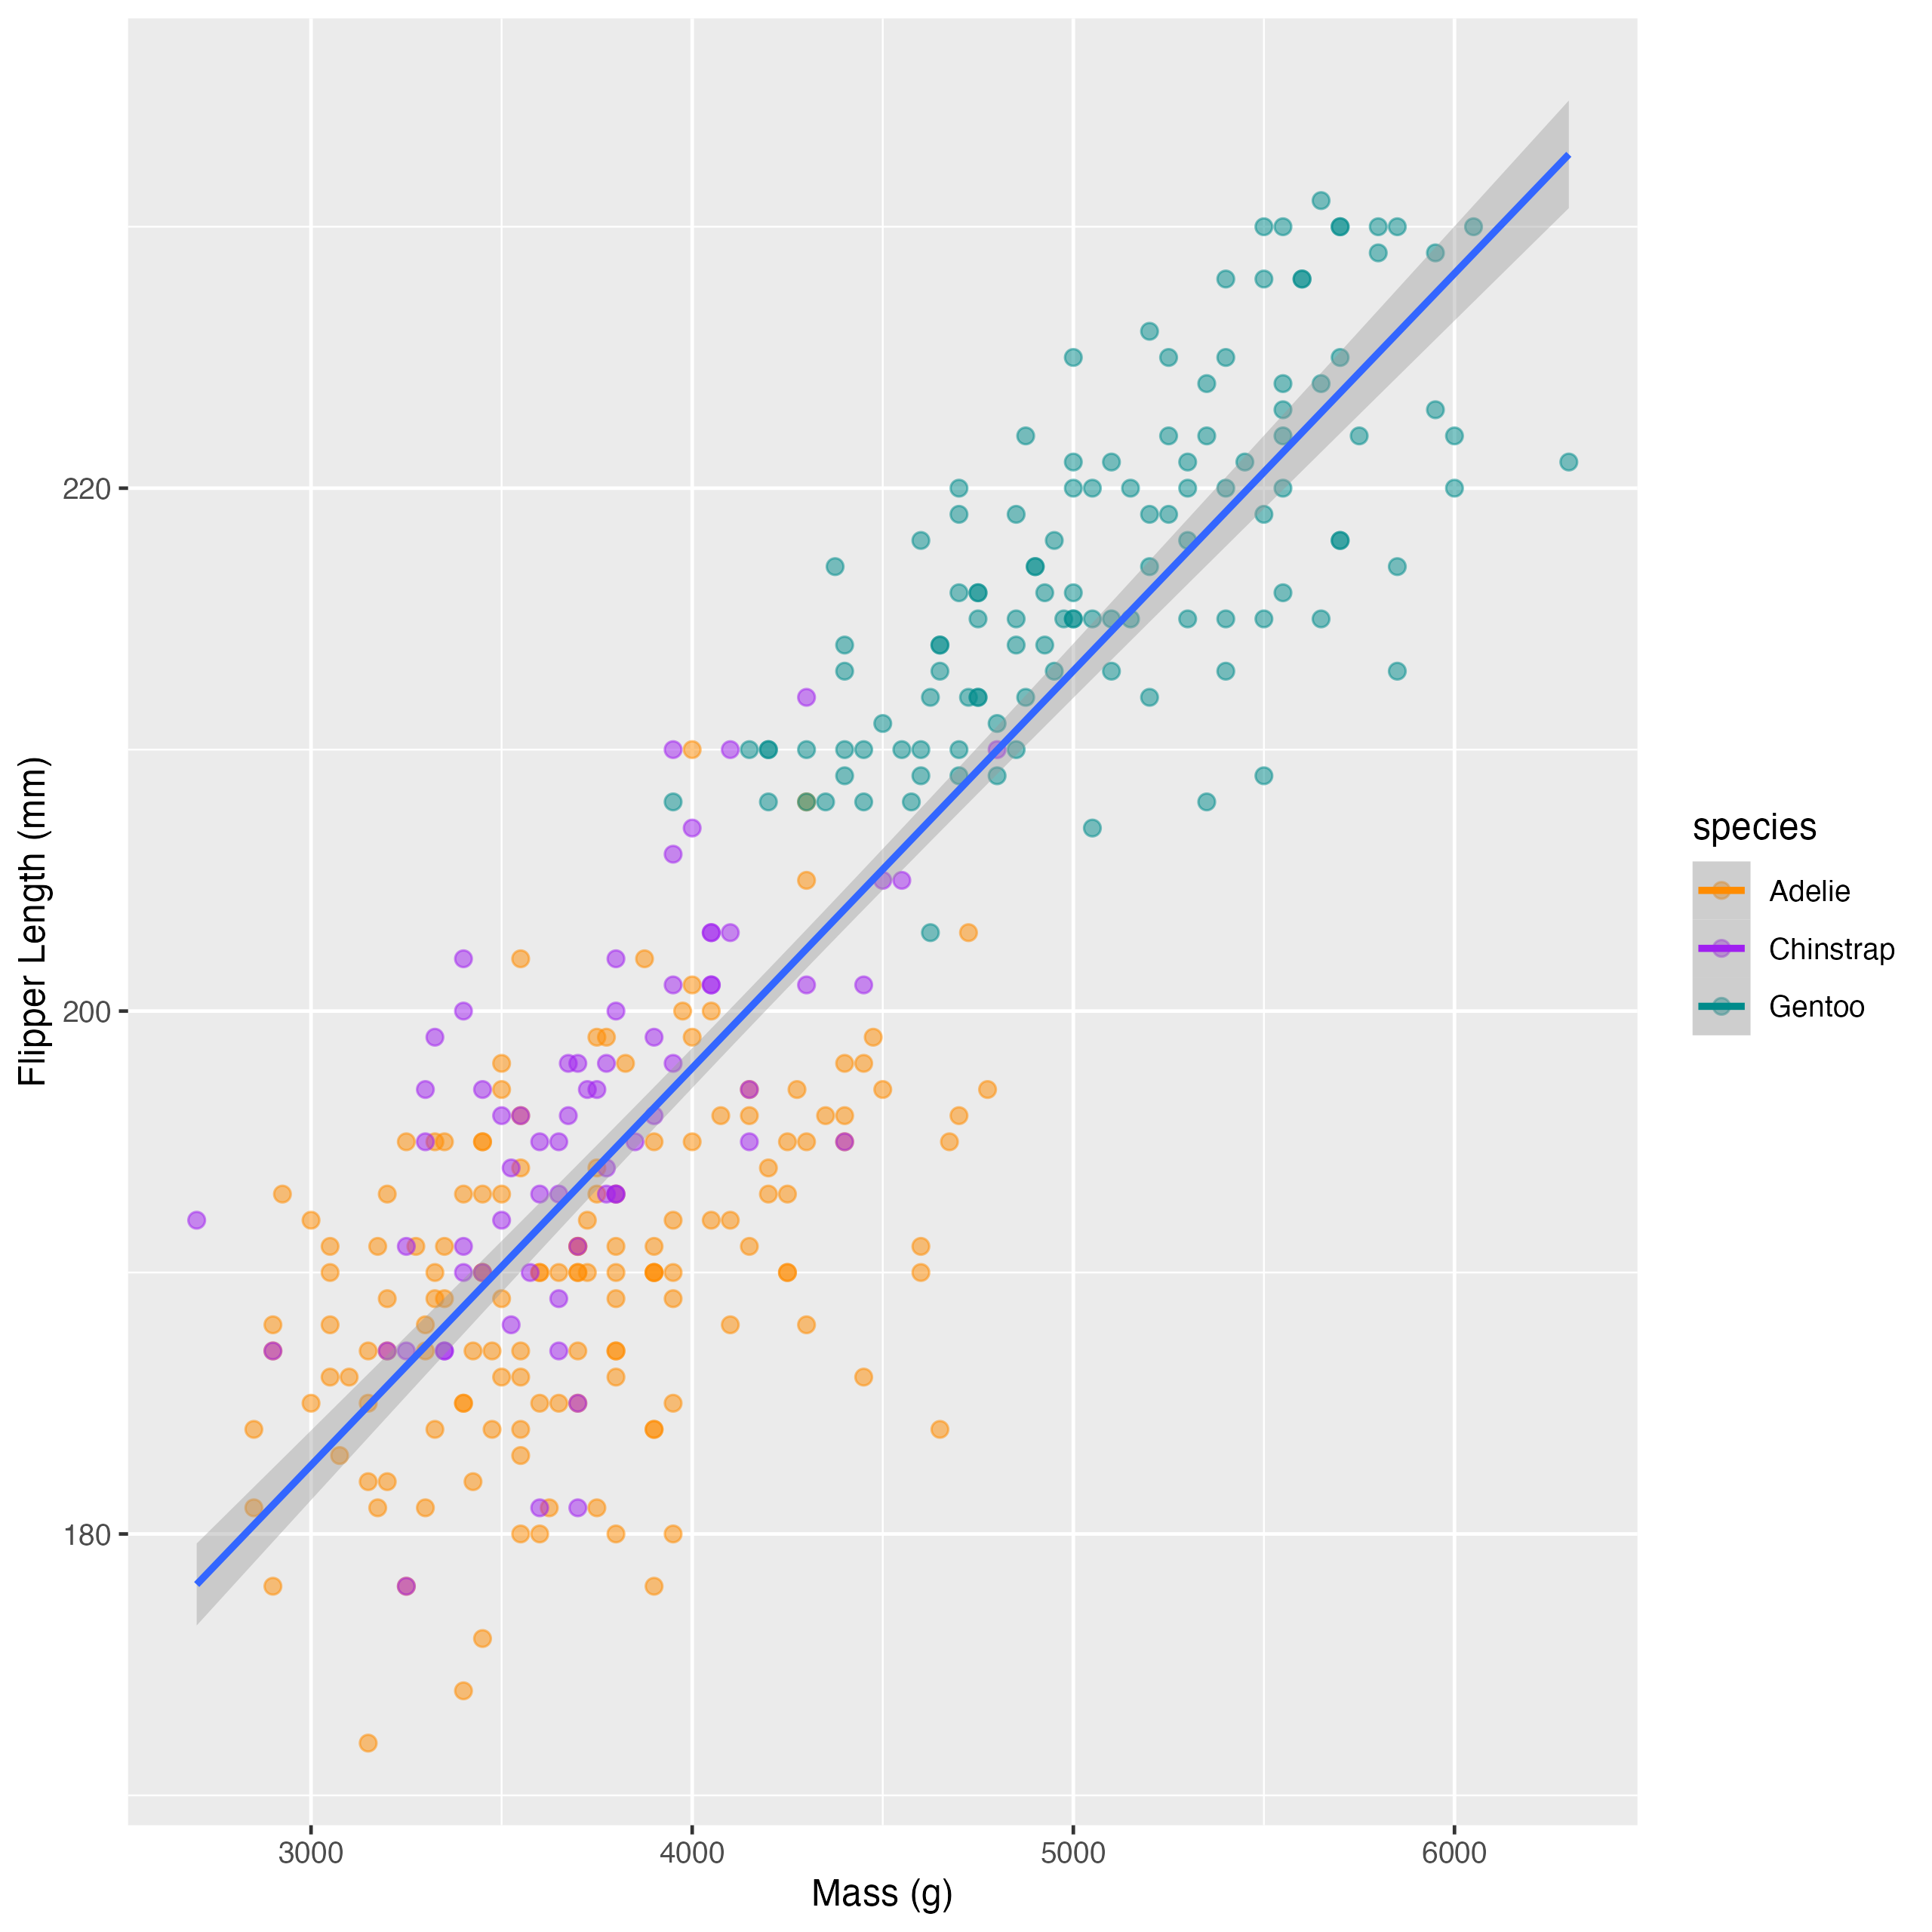 220
200
180
Flipper Length (mm)
3000 4000 5000 6000
Mass (g)
species
Adelie
Chinstrap
Gentoo